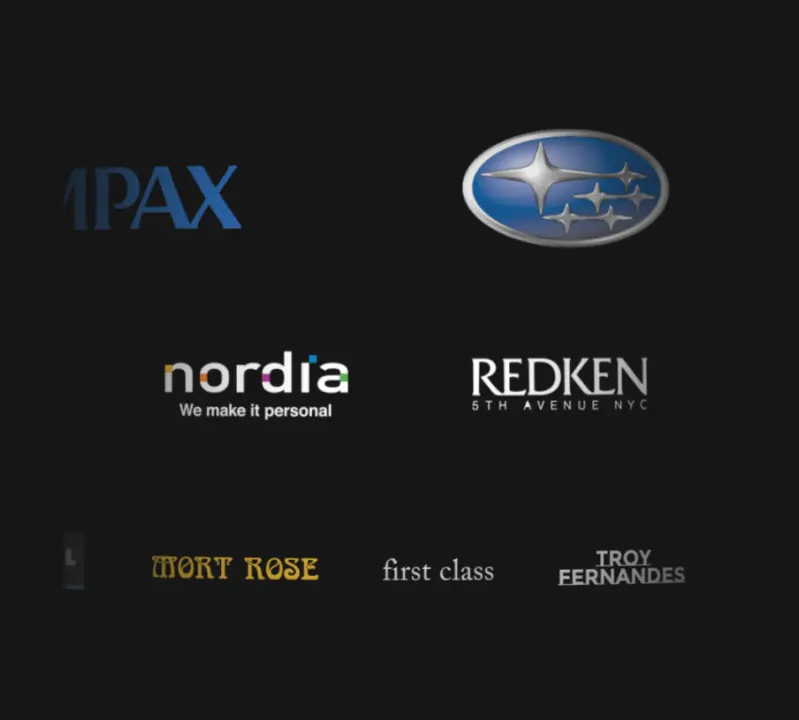 MPAX
nordia
We make it personal
REDKEN
5TH AVENUE NYC
L
MORT ROSE
first class
TROY
FERNANDES